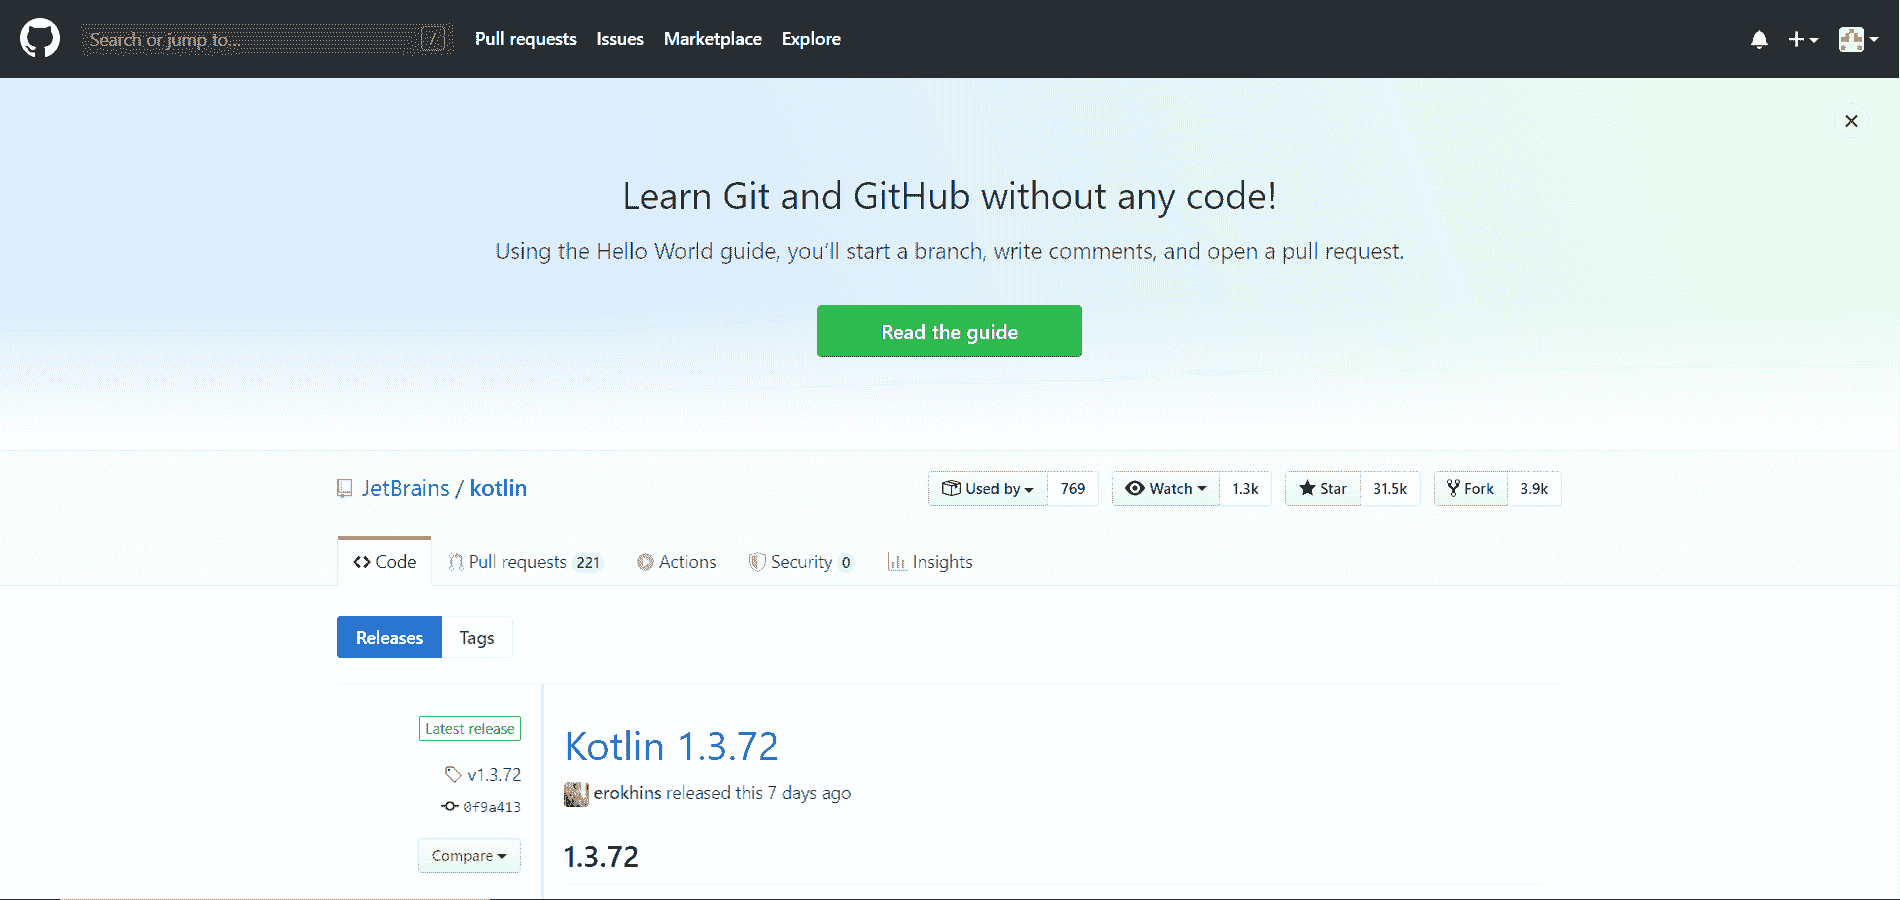 Search or jump to... /
Pull requests Issues Marketplace Explore
Learn Git and GitHub without any code!
Using the Hello World guide, you'll start a branch, write comments, and open a pull request.
Read the guide
JetBrains / kotlin
Used by 769 Watch 1.3k Star 31.5k Fork 3.9k
Code Pull requests 221 Actions Security 0 Insights
Releases Tags
Latest release
v1.3.72
0f9a413
Compare
Kotlin 1.3.72
erokhins released this 7 days ago
1.3.72